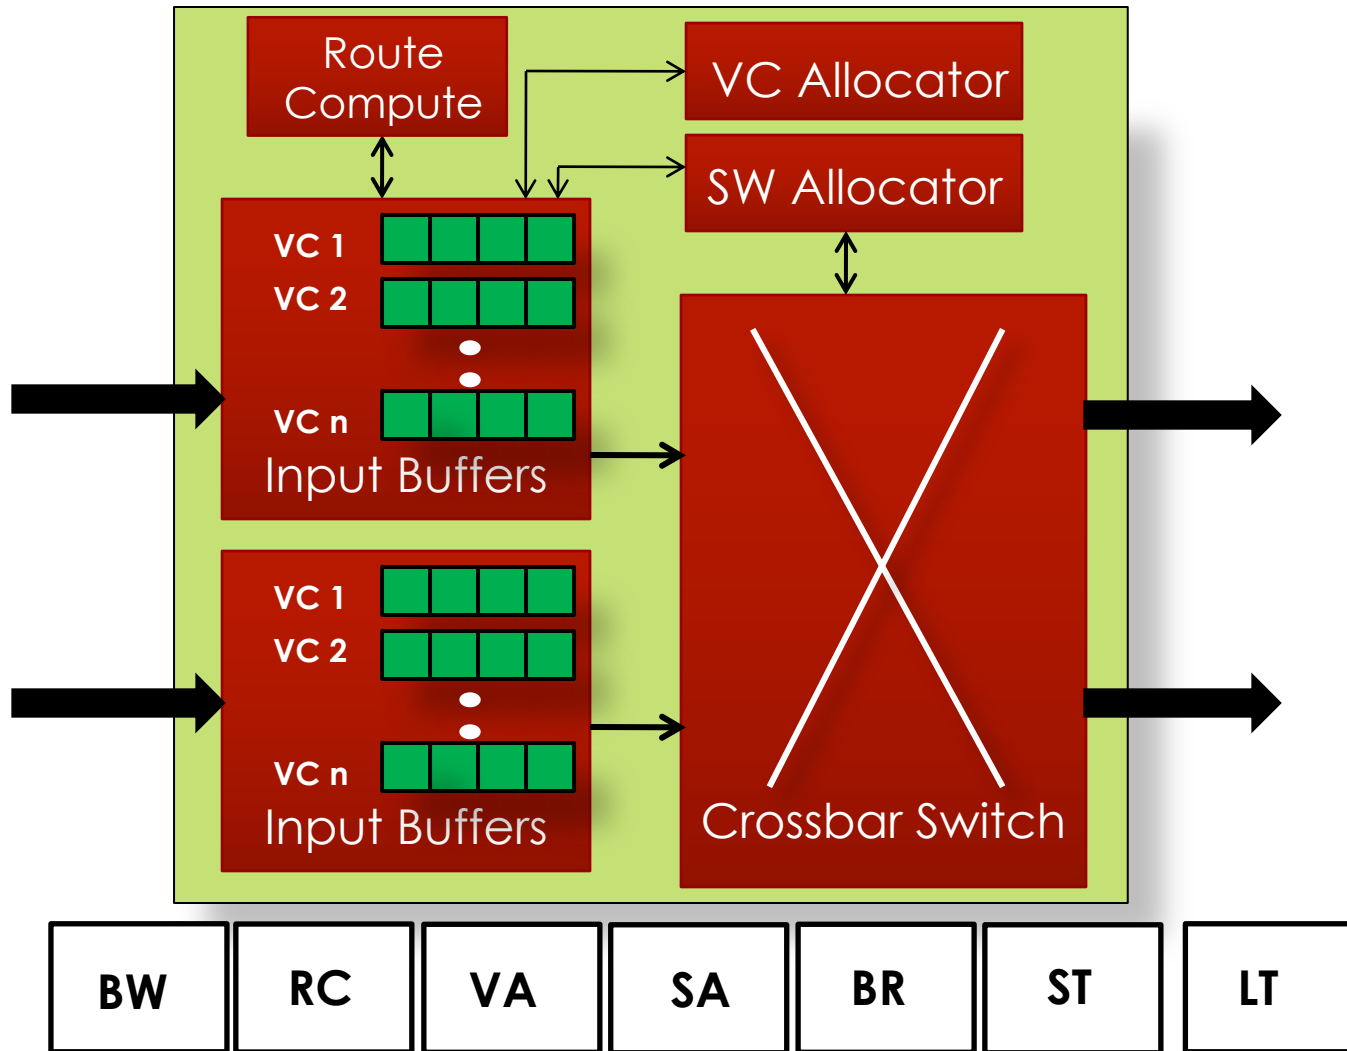 Route
Compute
VC Allocator
SW Allocator
VC 1
VC 2
VC n
Input Buffers
VC 1
VC 2
VC n
Input Buffers
Crossbar Switch
BW
RC
VA
SA
BR
ST
LT